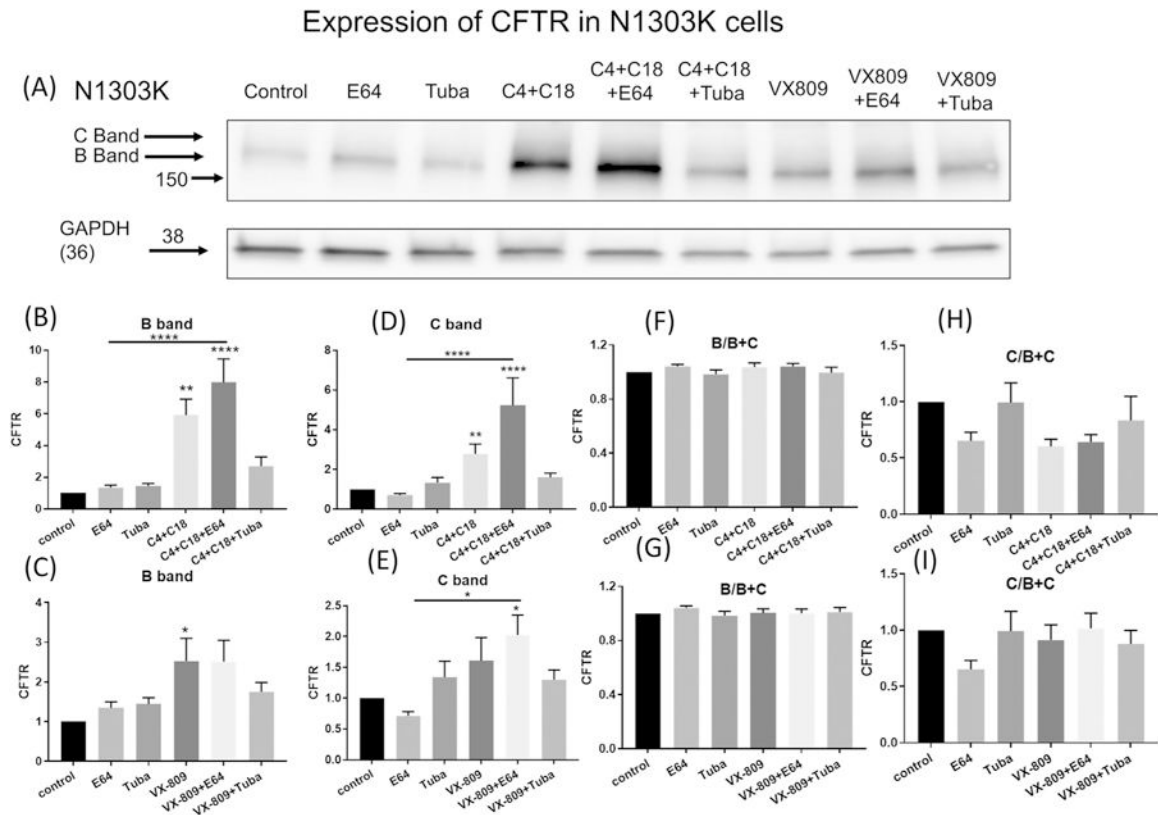 Expression of CFTR in N1303K cells
(A) N1303K
Control E64 Tuba C4+C18 C4+C18 +E64 C4+C18 +Tuba VX809 VX809 +E64 VX809 +Tuba
C Band
B Band
150
GAPDH
(36)
38
(B)
B band
****
**
****
CFTR
10
8
6
4
2
0
control E64 Tuba C4+C18 C4+C18+E64 C4+C18+Tuba
(D)
C band
****
**
****
CFTR
8
6
4
2
0
control E64 Tuba C4+C18 C4+C18+E64 C4+C18+Tuba
(F)
B/B+C
CFTR
1.2
1.0
0.0
control E64 Tuba C4+C18 C4+C18+E64 C4+C18+Tuba
(H)
C/B+C
CFTR
1.5
1.0
0.5
0.0
control E64 Tuba C4+C18 C4+C18+E64 C4+C18+Tuba
(C)
B band
*
CFTR
4
3
2
1
0
control E64 Tuba VX-809 VX-809+E64 VX-809+Tuba
(E)
C band
*
*
CFTR
2.5
2.0
1.5
1.0
0.5
0.0
control E64 Tuba VX-809 VX-809+E64 VX-809+Tuba
(G)
B/B+C
CFTR
1.2
1.0
0.0
control E64 Tuba VX-809 VX-809+E64 VX-809+Tuba
(I)
C/B+C
CFTR
1.5
1.0
0.5
0.0
control E64 Tuba VX-809 VX-809+E64 VX-809+Tuba